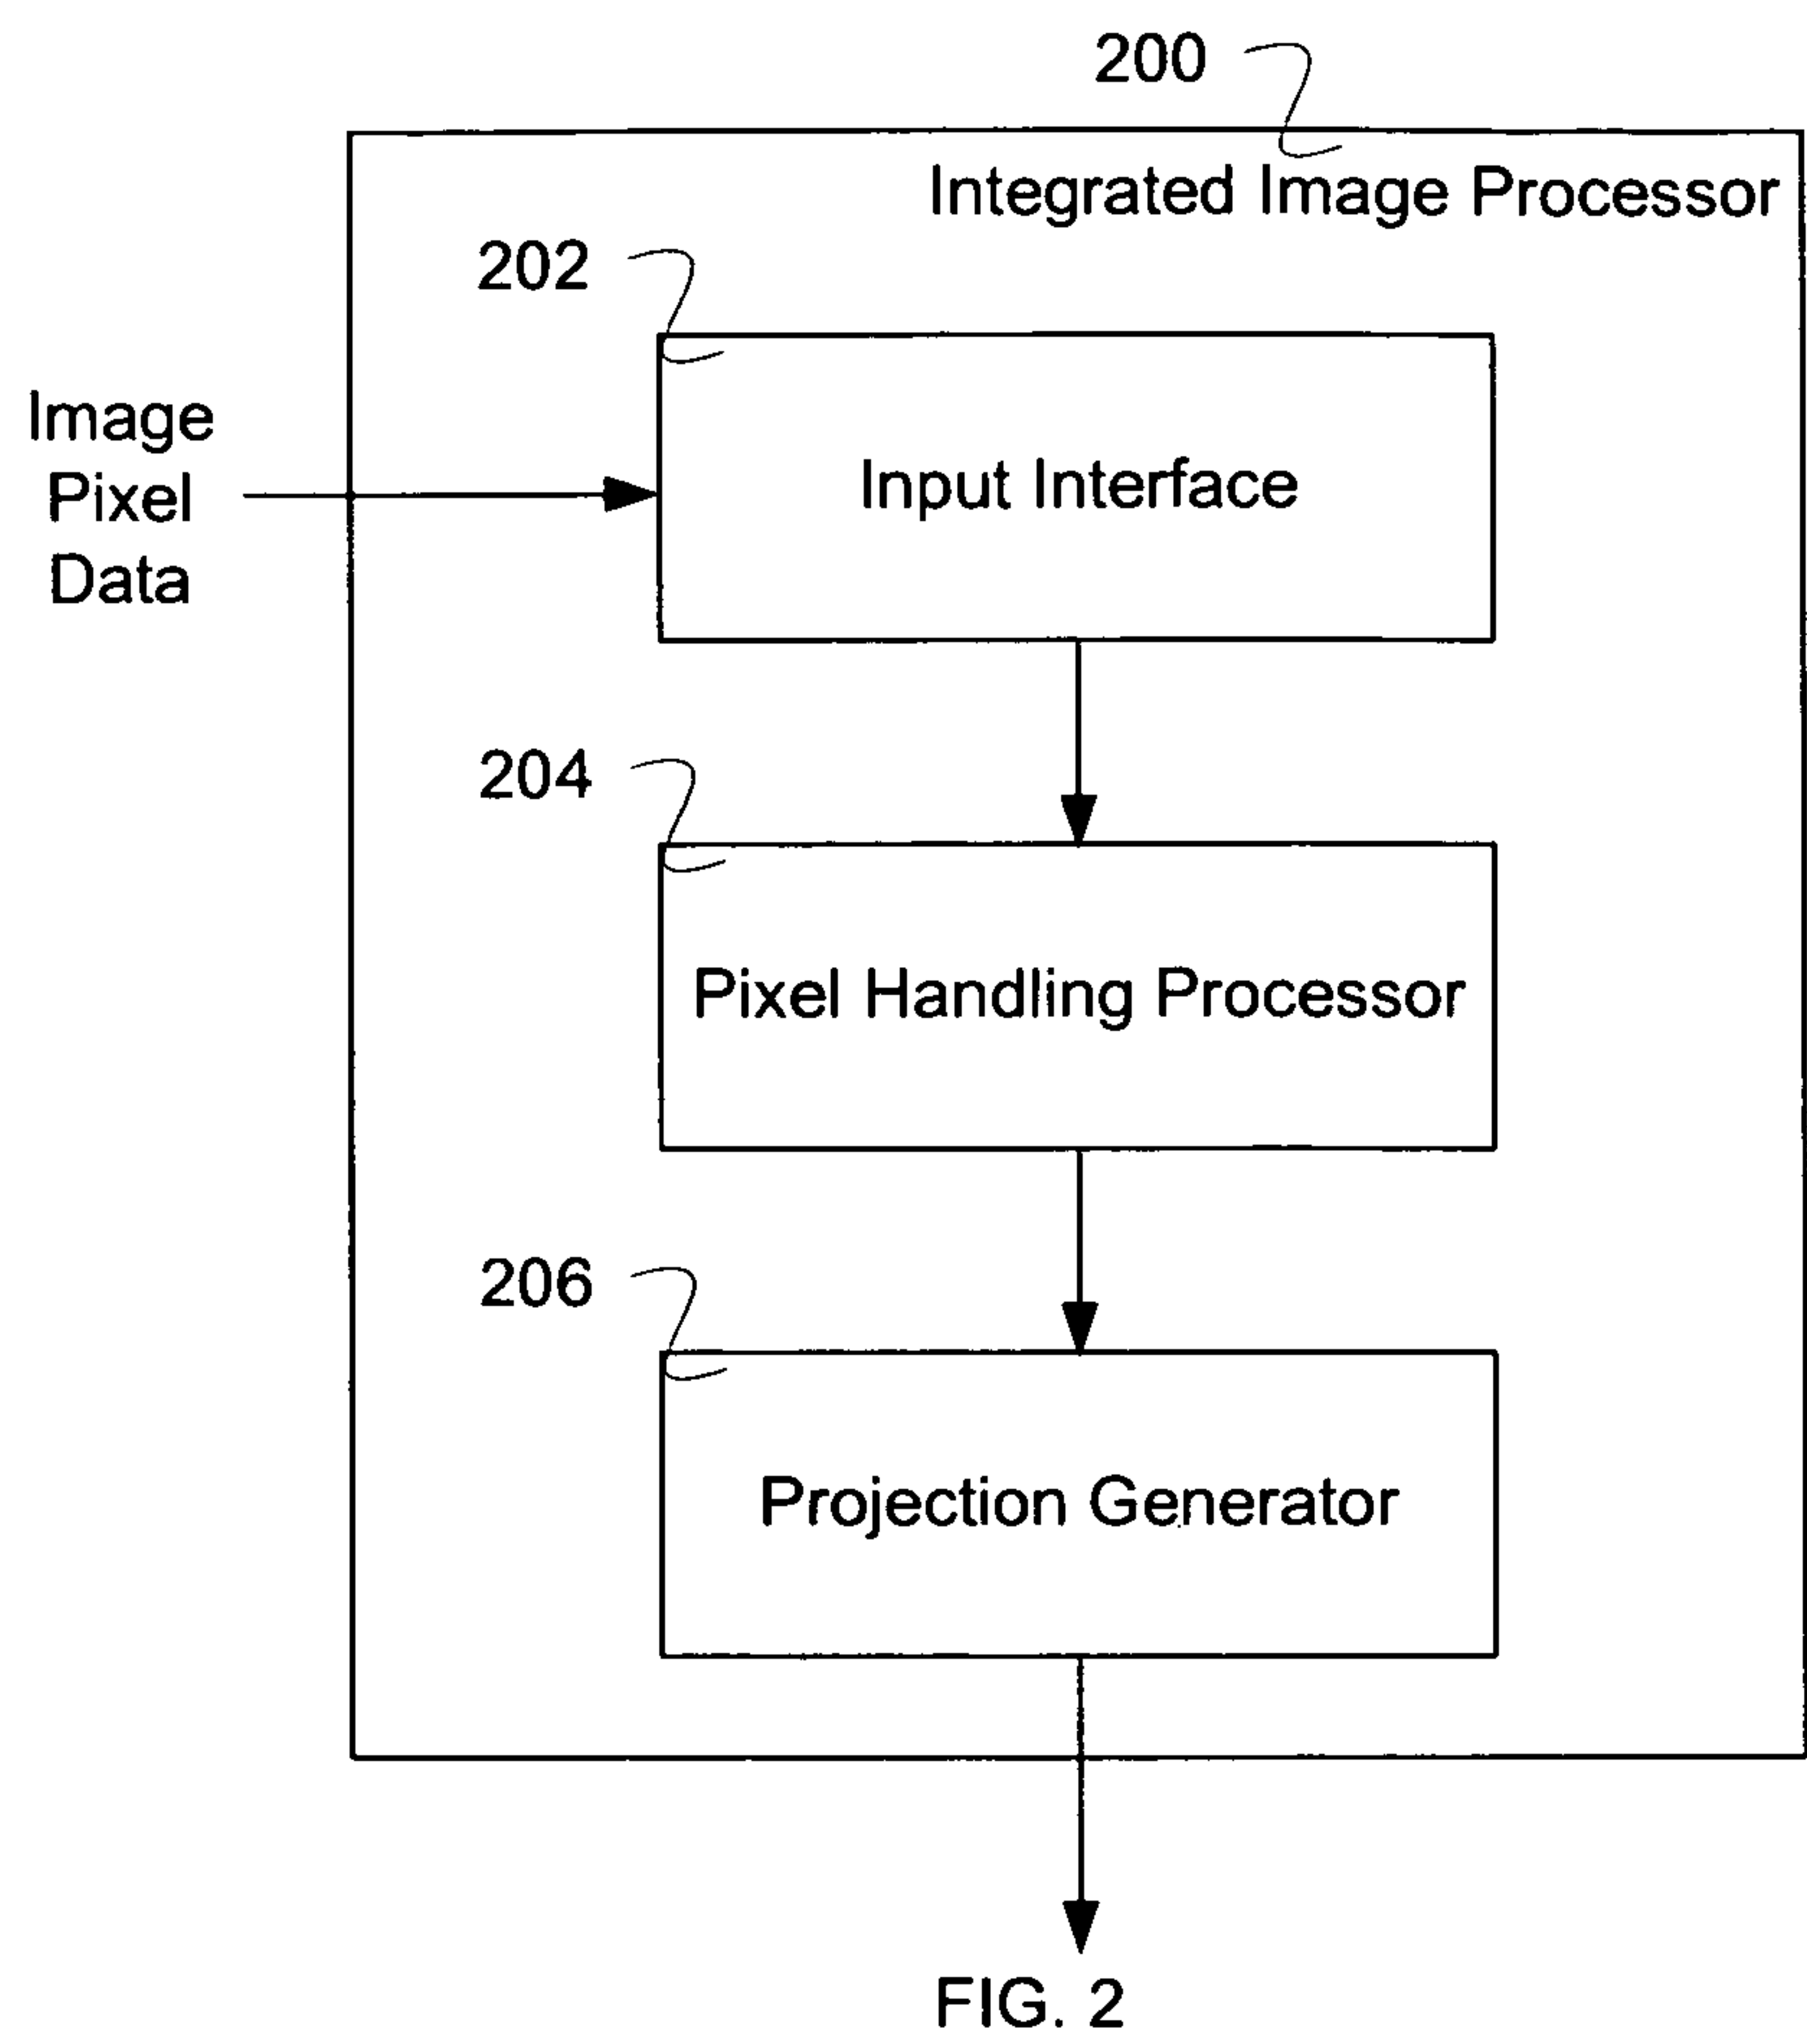 200
Integrated Image Processor
202
Image
Pixel
Data
Input Interface
204
Pixel Handling Processor
206
Projection Generator
FIG. 2